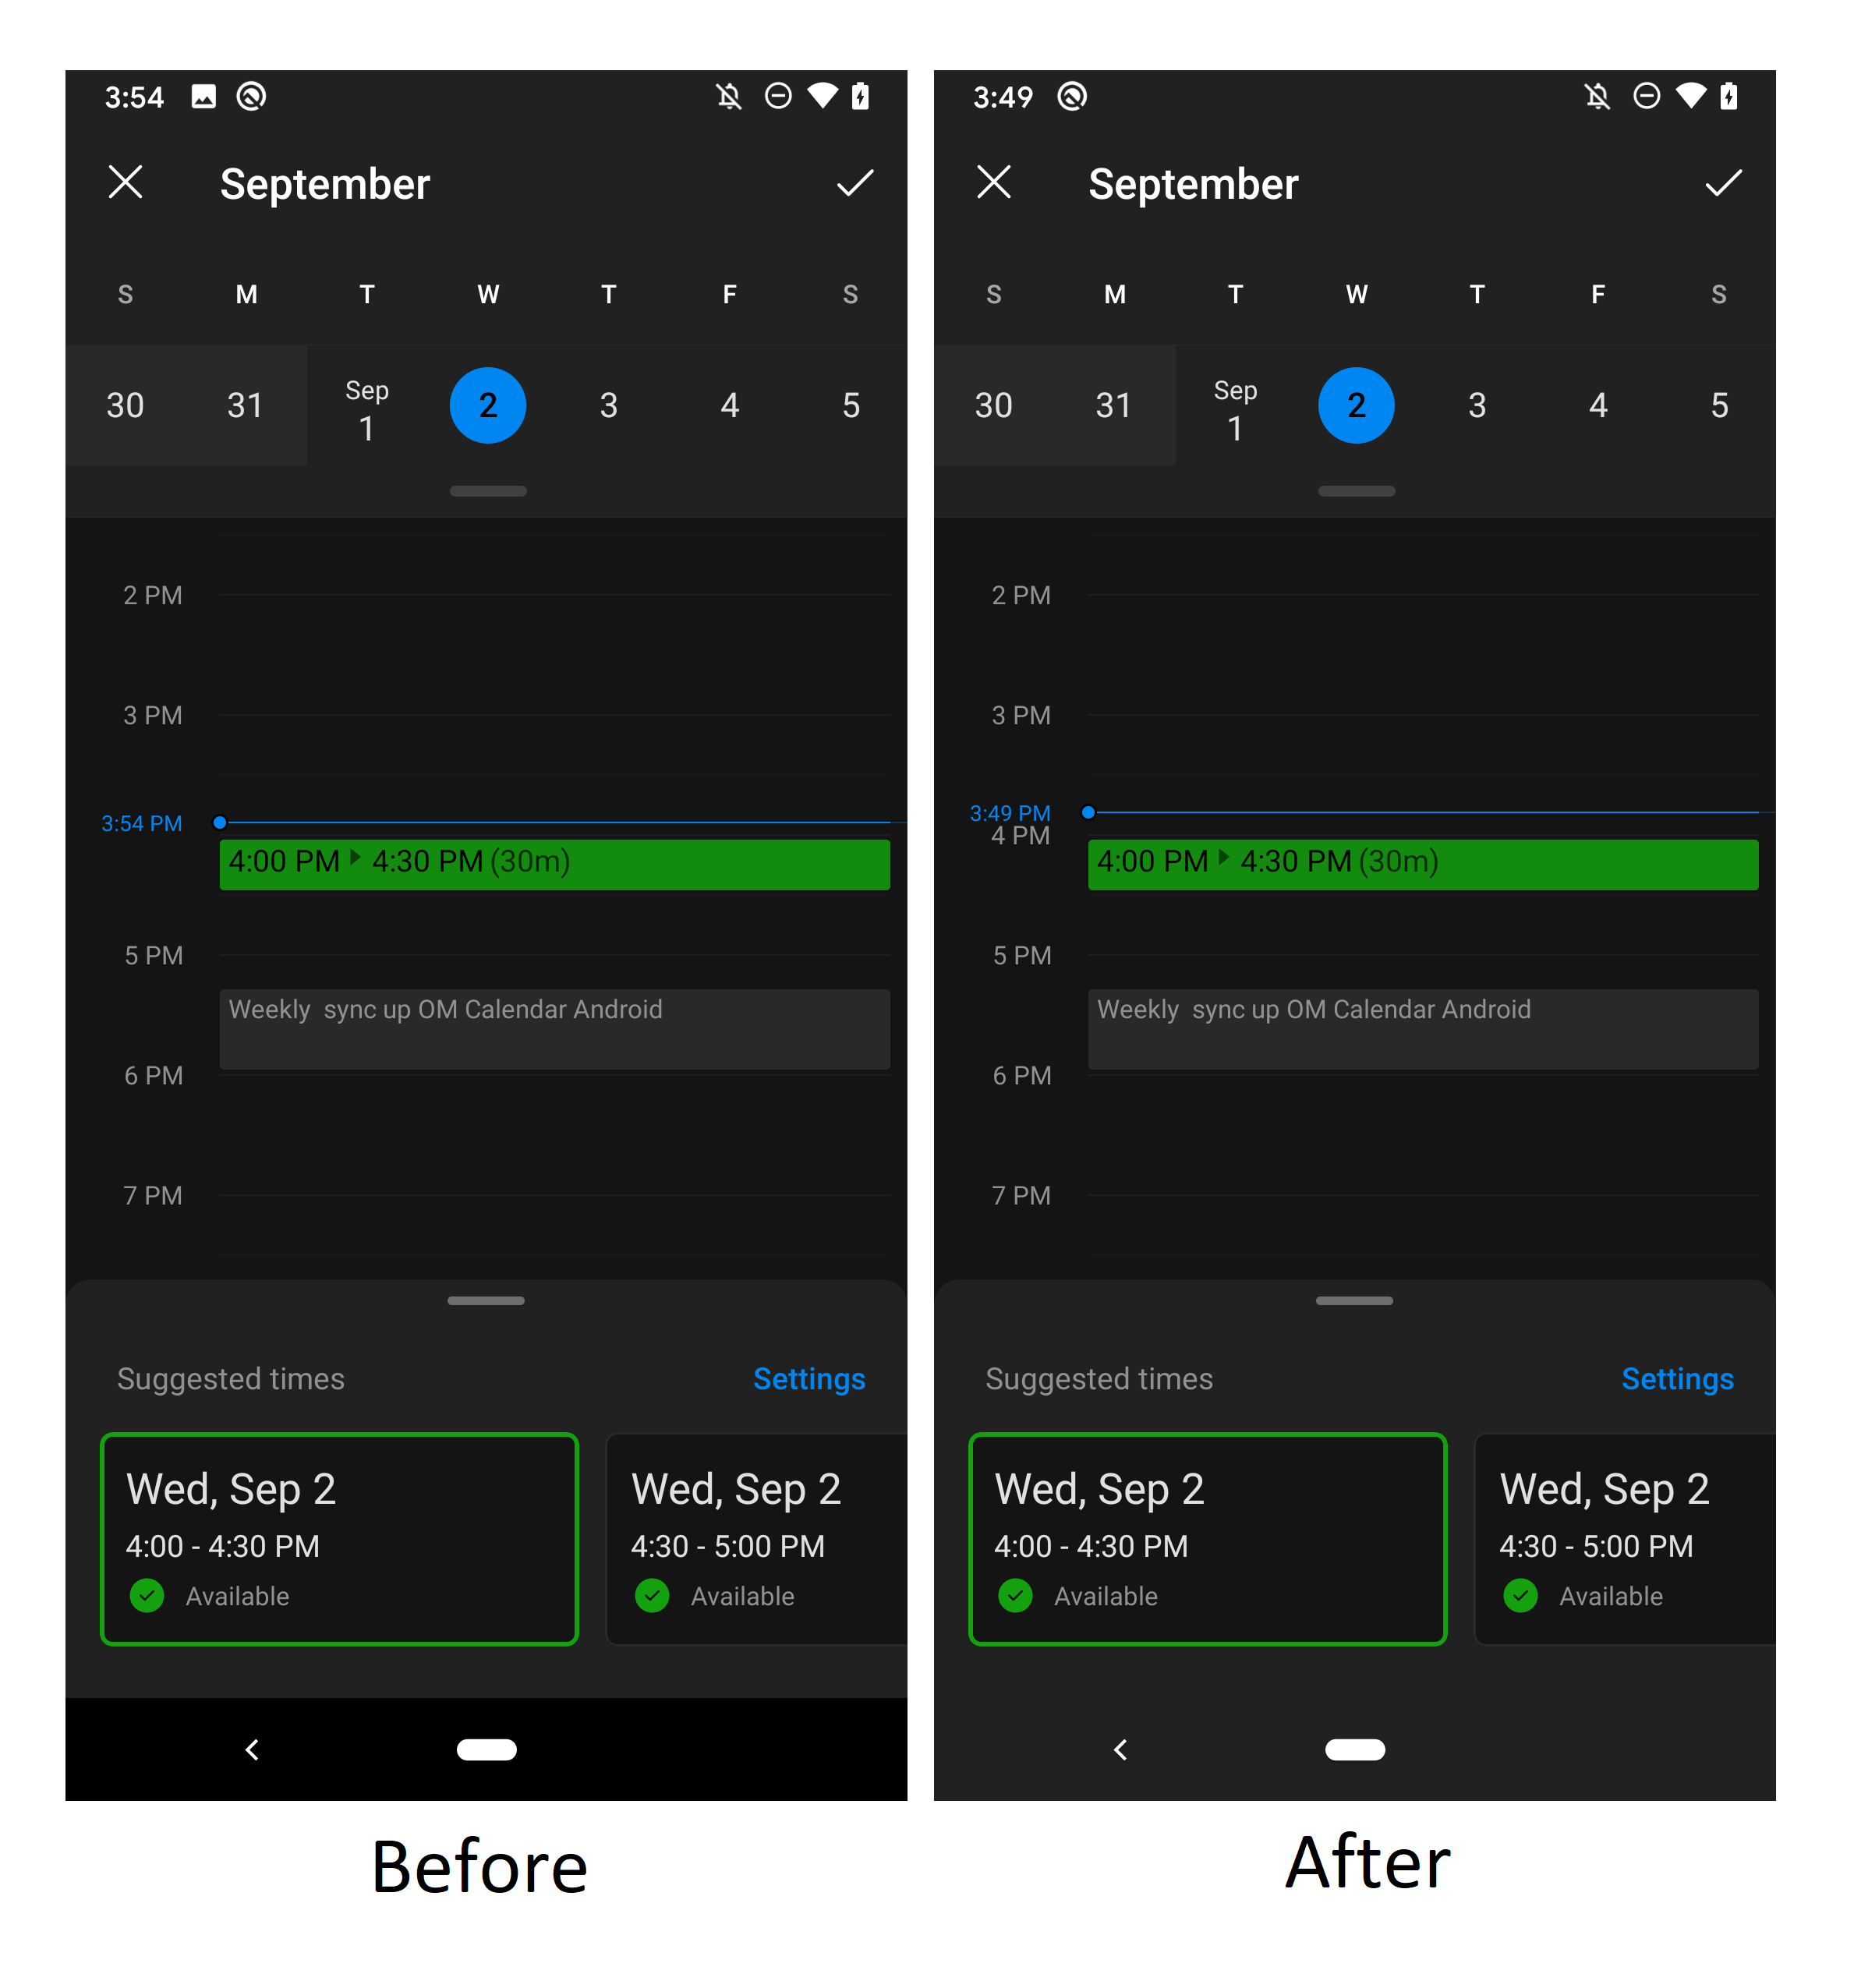 3:54
September
S M T W T F S
30 31 Sep 1 2 3 4 5
2 PM
3 PM
3:54 PM
4:00 PM 4:30 PM (30m)
5 PM
Weekly  sync up OM Calendar Android
6 PM
7 PM
Suggested times Settings
Wed, Sep 2
4:00 - 4:30 PM
Available
Wed, Sep 2
4:30 - 5:00 PM
Available
Before
3:49
September
S M T W T F S
30 31 Sep 1 2 3 4 5
2 PM
3 PM
3:49 PM
4 PM
4:00 PM 4:30 PM (30m)
5 PM
Weekly  sync up OM Calendar Android
6 PM
7 PM
Suggested times Settings
Wed, Sep 2
4:00 - 4:30 PM
Available
Wed, Sep 2
4:30 - 5:00 PM
Available
After